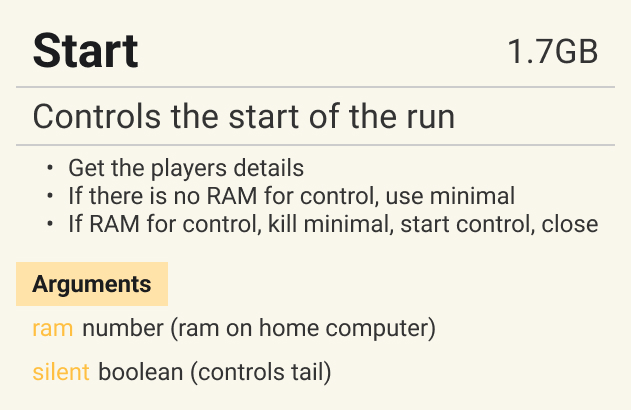 Start
1.7GB
Controls the start of the run
• Get the players details
• If there is no RAM for control, use minimal
• If RAM for control, kill minimal, start control, close
Arguments
ram number (ram on home computer)
silent boolean (controls tail)